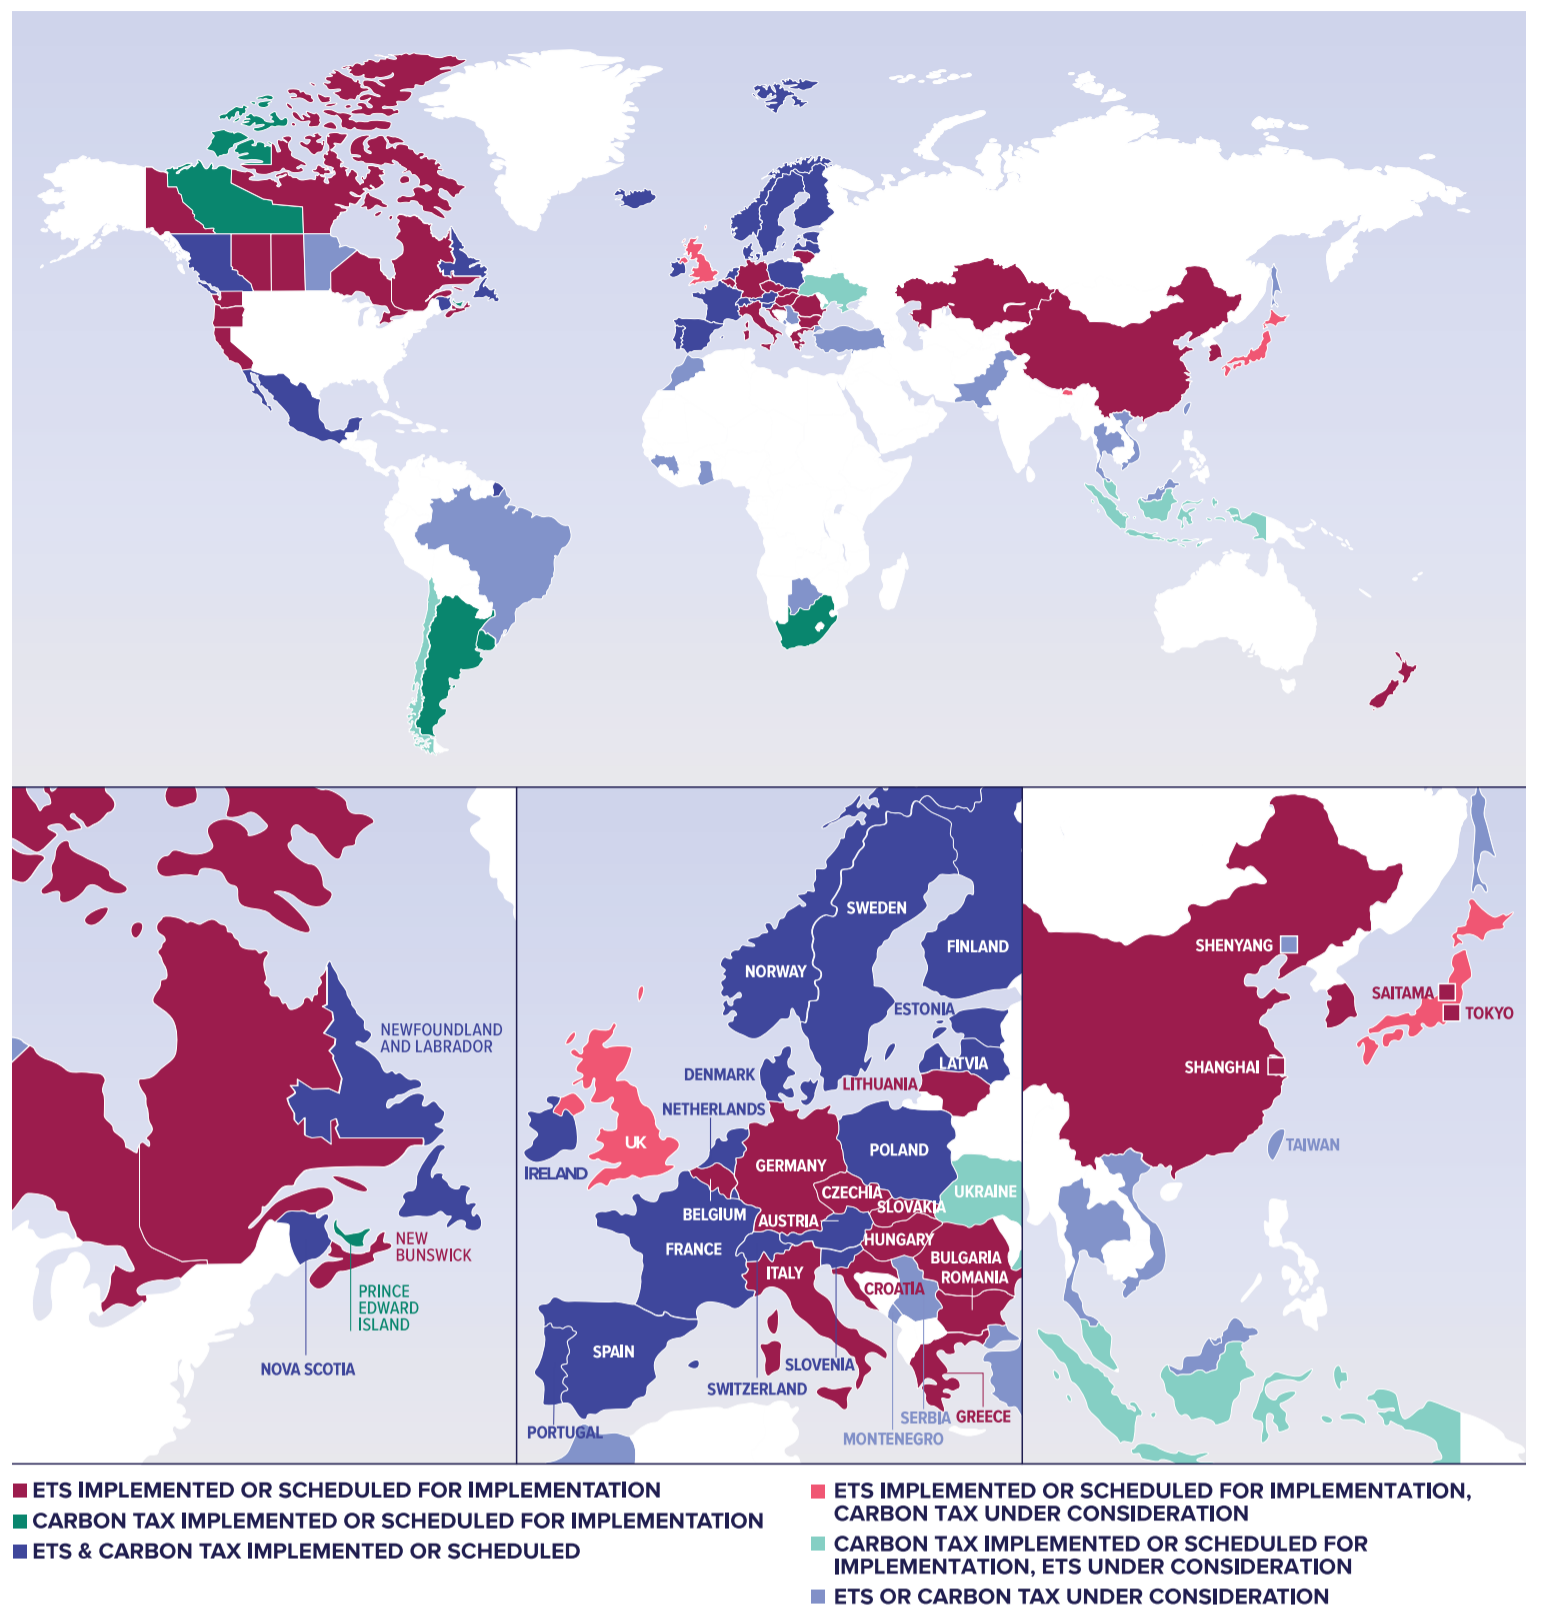 NEWFOUNDLAND
AND LABRADOR
NEW
BUNSWICK
PRINCE
EDWARD
ISLAND
NOVA SCOTIA
SWEDEN
FINLAND
NORWAY
ESTONIA
LATVIA
DENMARK
LITHUANIA
NETHERLANDS
UK
POLAND
IRELAND
GERMANY
CZECHIA
UKRAINE
SLOVAKIA
BELGIUM
AUSTRIA
FRANCE
HUNGARY
BULGARIA
ITALY
ROMANIA
CROATIA
SPAIN
SLOVENIA
SWITZERLAND
SERBIA
GREECE
PORTUGAL
MONTENEGRO
SHENYANG
SAITAMA
TOKYO
SHANGHAI
TAIWAN
ETS IMPLEMENTED OR SCHEDULED FOR IMPLEMENTATION
CARBON TAX IMPLEMENTED OR SCHEDULED FOR IMPLEMENTATION
ETS & CARBON TAX IMPLEMENTED OR SCHEDULED
ETS IMPLEMENTED OR SCHEDULED FOR IMPLEMENTATION,
CARBON TAX UNDER CONSIDERATION
CARBON TAX IMPLEMENTED OR SCHEDULED FOR
IMPLEMENTATION, ETS UNDER CONSIDERATION
ETS OR CARBON TAX UNDER CONSIDERATION